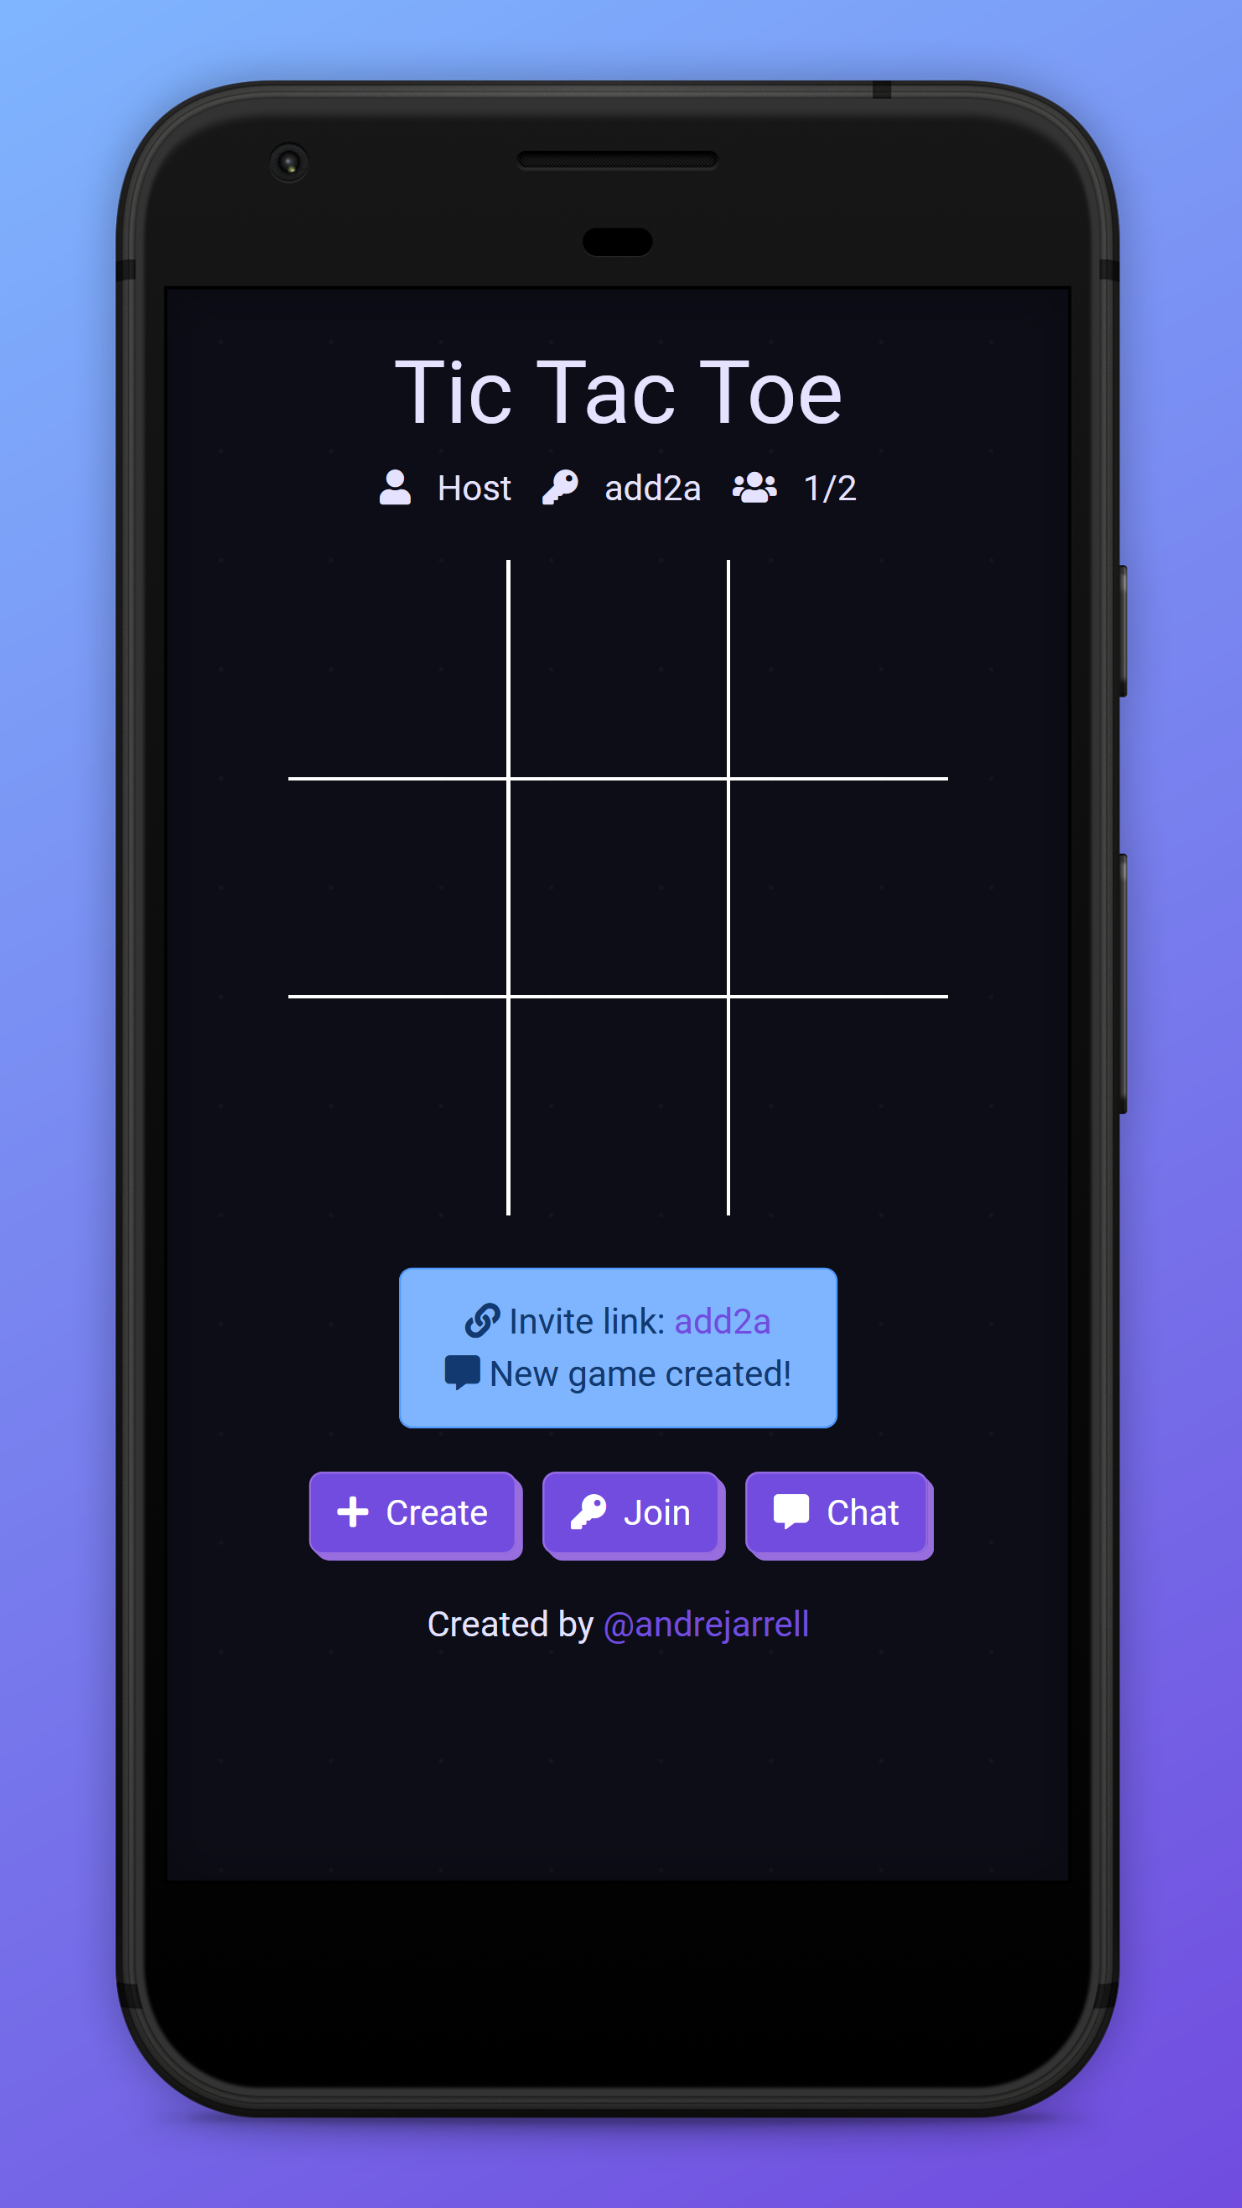 Tic Tac Toe
Host add2a 1/2
Invite link: add2a
New game created!
Create Join Chat
Created by @andrejarrell